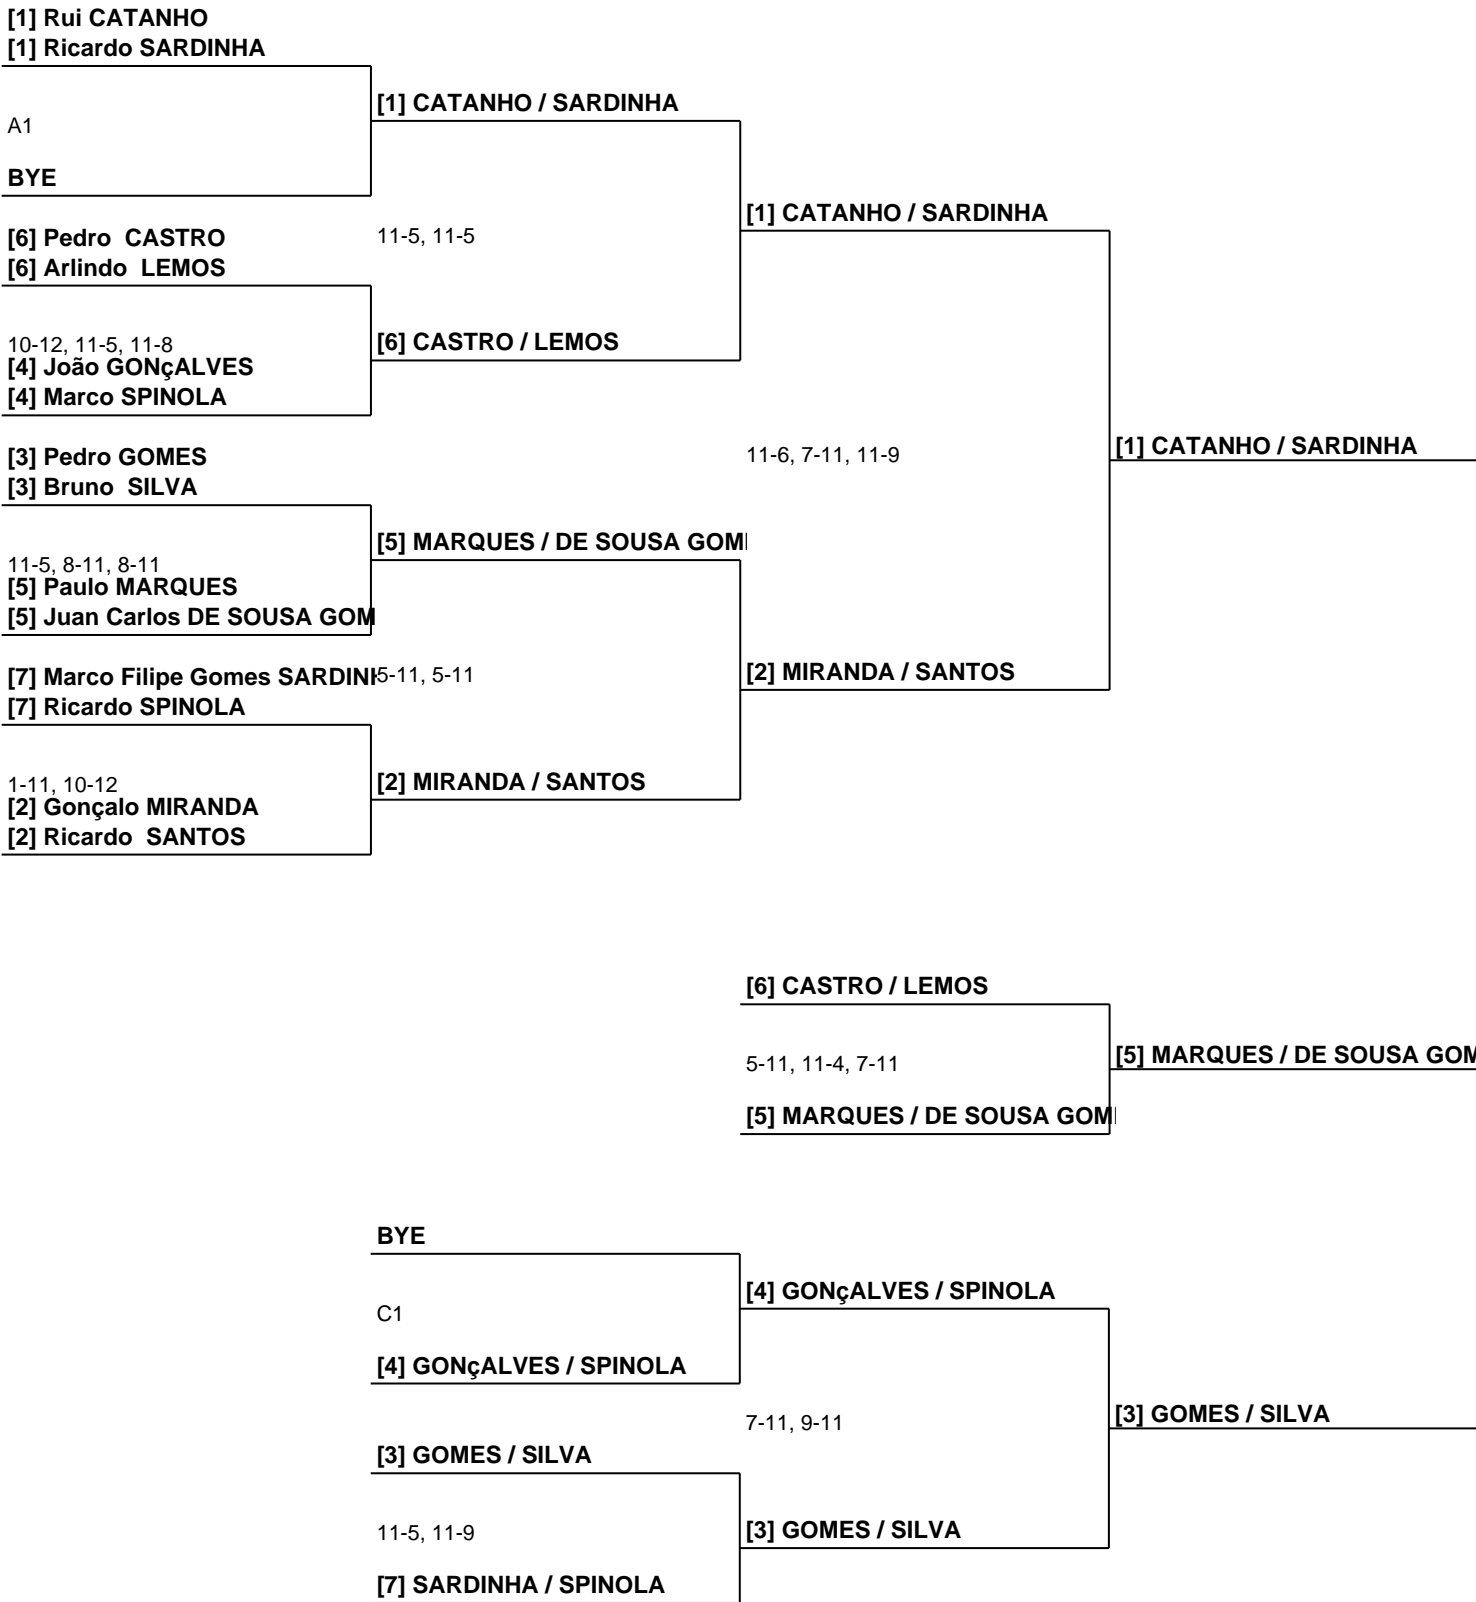 [1] Rui CATANHO
[1] Ricardo SARDINHA
[1] CATANHO / SARDINHA
A1
BYE
[1] CATANHO / SARDINHA
[6] Pedro  CASTRO
11-5, 11-5
[6] Arlindo  LEMOS
10-12, 11-5, 11-8
[6] CASTRO / LEMOS
[4] João GONçALVES
[4] Marco SPINOLA
[3] Pedro GOMES
11-6, 7-11, 11-9
[1] CATANHO / SARDINHA
[3] Bruno  SILVA
[5] MARQUES / DE SOUSA GOM
11-5, 8-11, 8-11
[5] Paulo MARQUES
[5] Juan Carlos DE SOUSA GOM
[7] Marco Filipe Gomes SARDIN
5-11, 5-11
[2] MIRANDA / SANTOS
[7] Ricardo SPINOLA
1-11, 10-12
[2] MIRANDA / SANTOS
[2] Gonçalo MIRANDA
[2] Ricardo  SANTOS
[6] CASTRO / LEMOS
5-11, 11-4, 7-11
[5] MARQUES / DE SOUSA GOM
[5] MARQUES / DE SOUSA GOM
BYE
[4] GONçALVES / SPINOLA
C1
[4] GONçALVES / SPINOLA
7-11, 9-11
[3] GOMES / SILVA
[3] GOMES / SILVA
11-5, 11-9
[3] GOMES / SILVA
[7] SARDINHA / SPINOLA